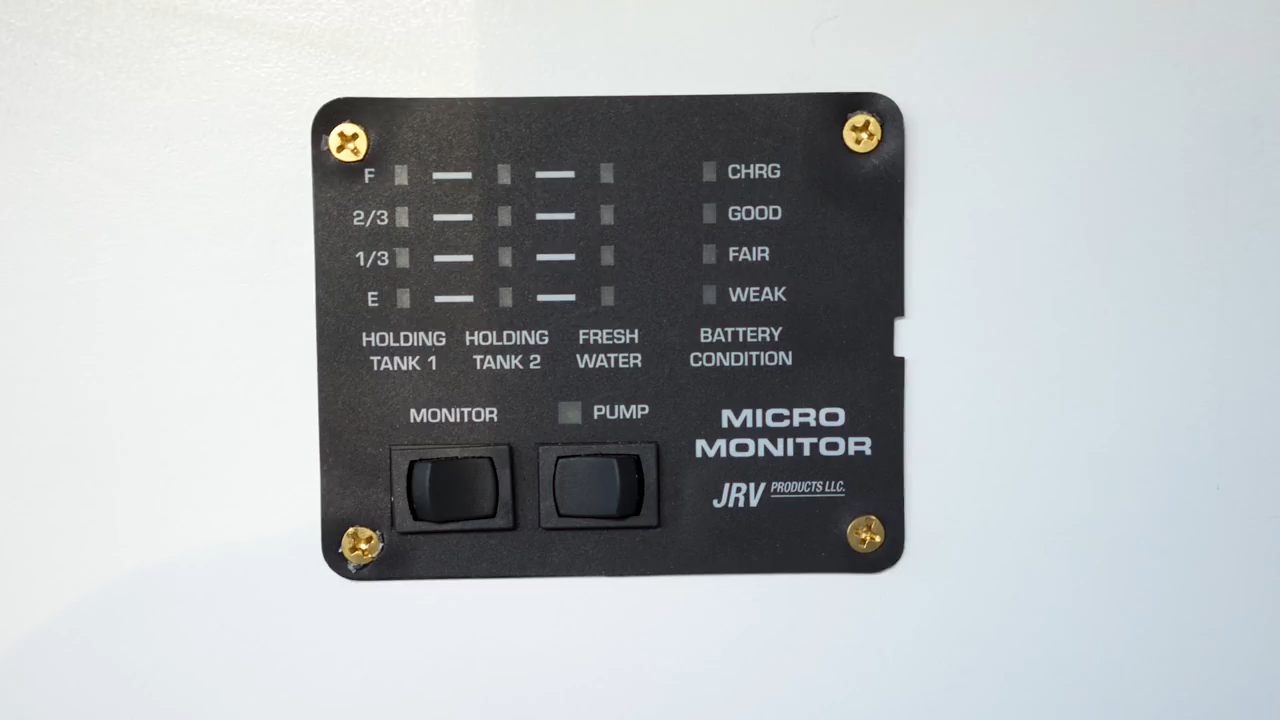 F CHRG
2/3 GOOD
1/3 FAIR
E WEAK
HOLDING TANK 1
HOLDING TANK 2
FRESH WATER
BATTERY CONDITION
MONITOR
PUMP
MICRO
MONITOR
JRV PRODUCTS LLC.